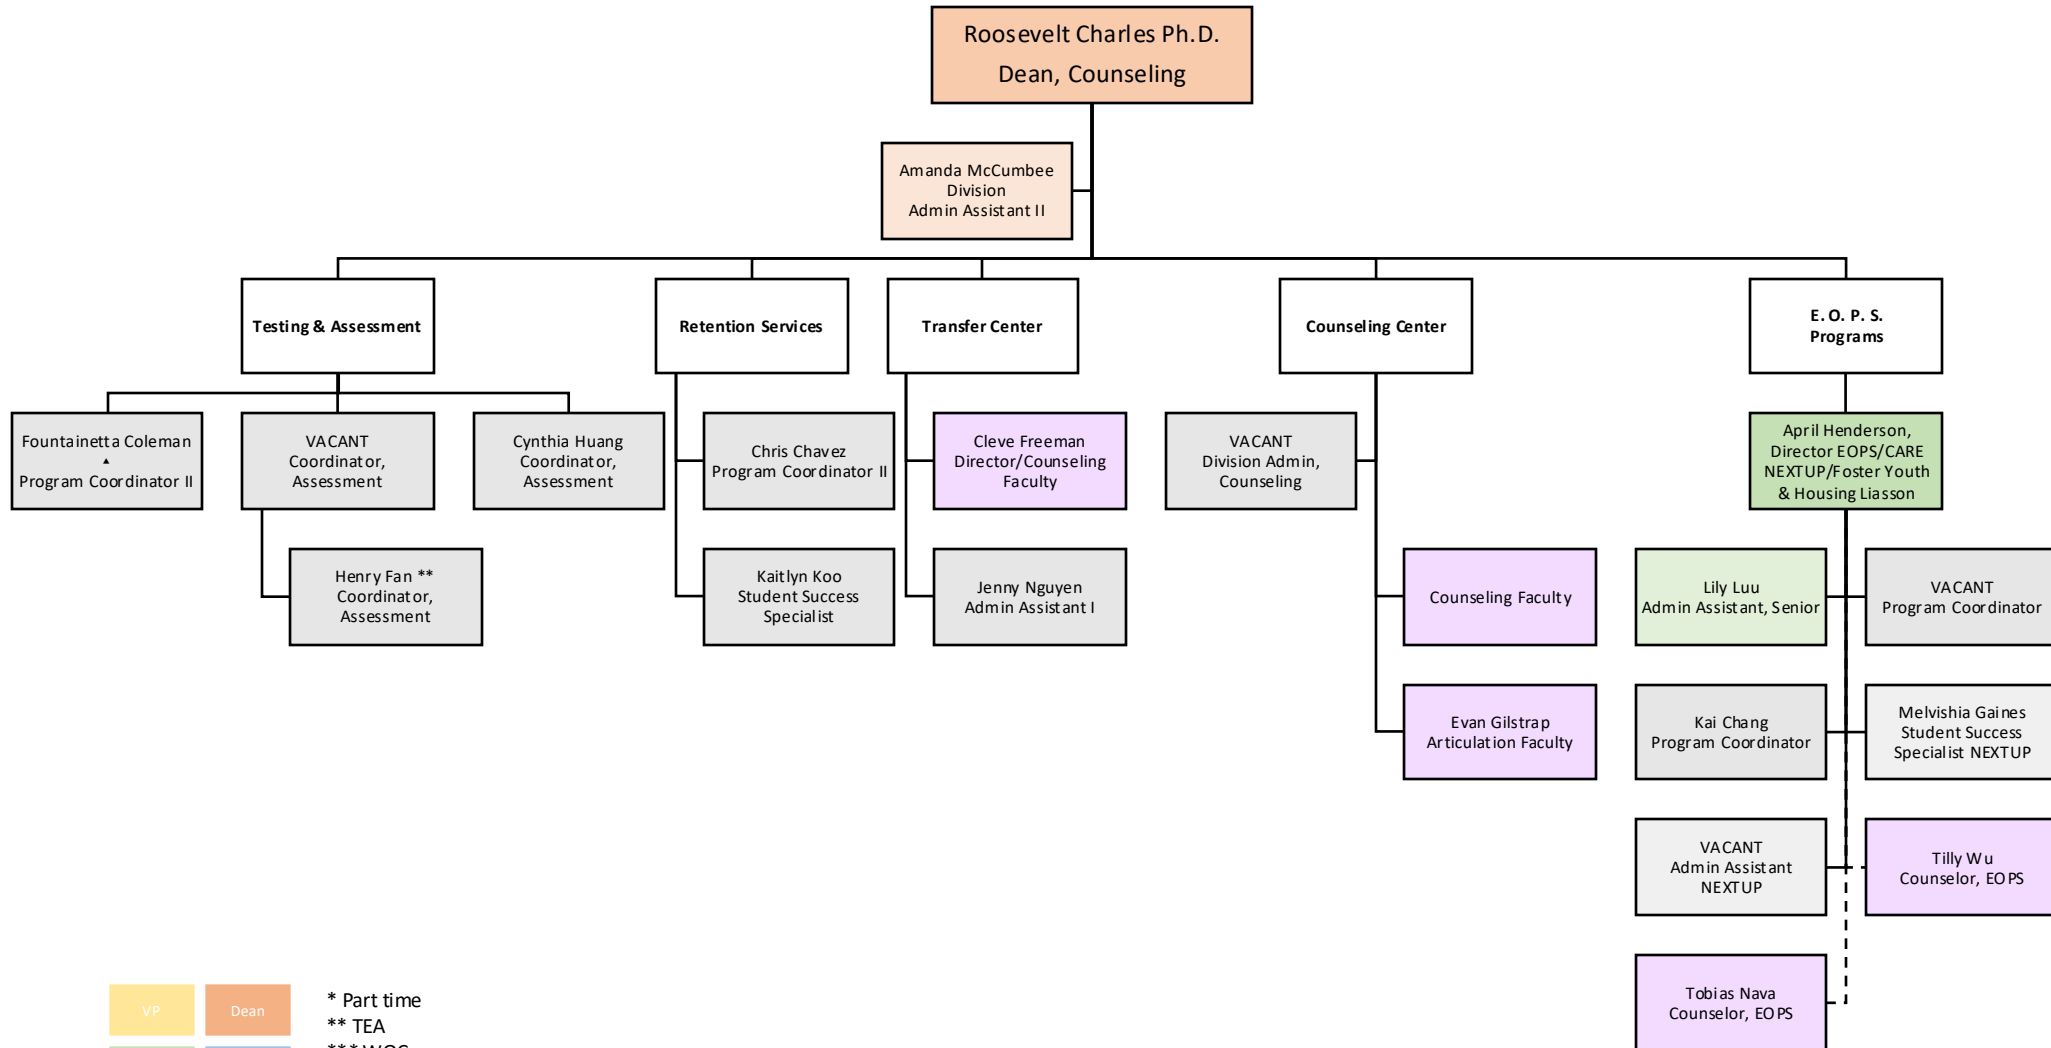 Roosevelt Charles Ph.D.
Dean, Counseling
Amanda McCumbee
Division
Admin Assistant II
Testing & Assessment
Retention Services
Transfer Center
Counseling Center
E. O. P. S.
Programs
Fountainetta Coleman
▲
Program Coordinator II
VACANT
Coordinator,
Assessment
Cynthia Huang
Coordinator,
Assessment
Chris Chavez
Program Coordinator II
Cleve Freeman
Director/Counseling
Faculty
VACANT
Division Admin,
Counseling
April Henderson,
Director EOPS/CARE
NEXTUP/Foster Youth
& Housing Liasson
Henry Fan **
Coordinator,
Assessment
Kaitlyn Koo
Student Success
Specialist
Jenny Nguyen
Admin Assistant I
Counseling Faculty
Lily Luu
Admin Assistant, Senior
VACANT
Program Coordinator
Evan Gilstrap
Articulation Faculty
Kai Chang
Program Coordinator
Melvishia Gaines
Student Success
Specialist NEXTUP
VACANT
Admin Assistant
NEXTUP
Tilly Wu
Counselor, EOPS
Tobias Nava
Counselor, EOPS
VP
Dean
* Part time
** TEA